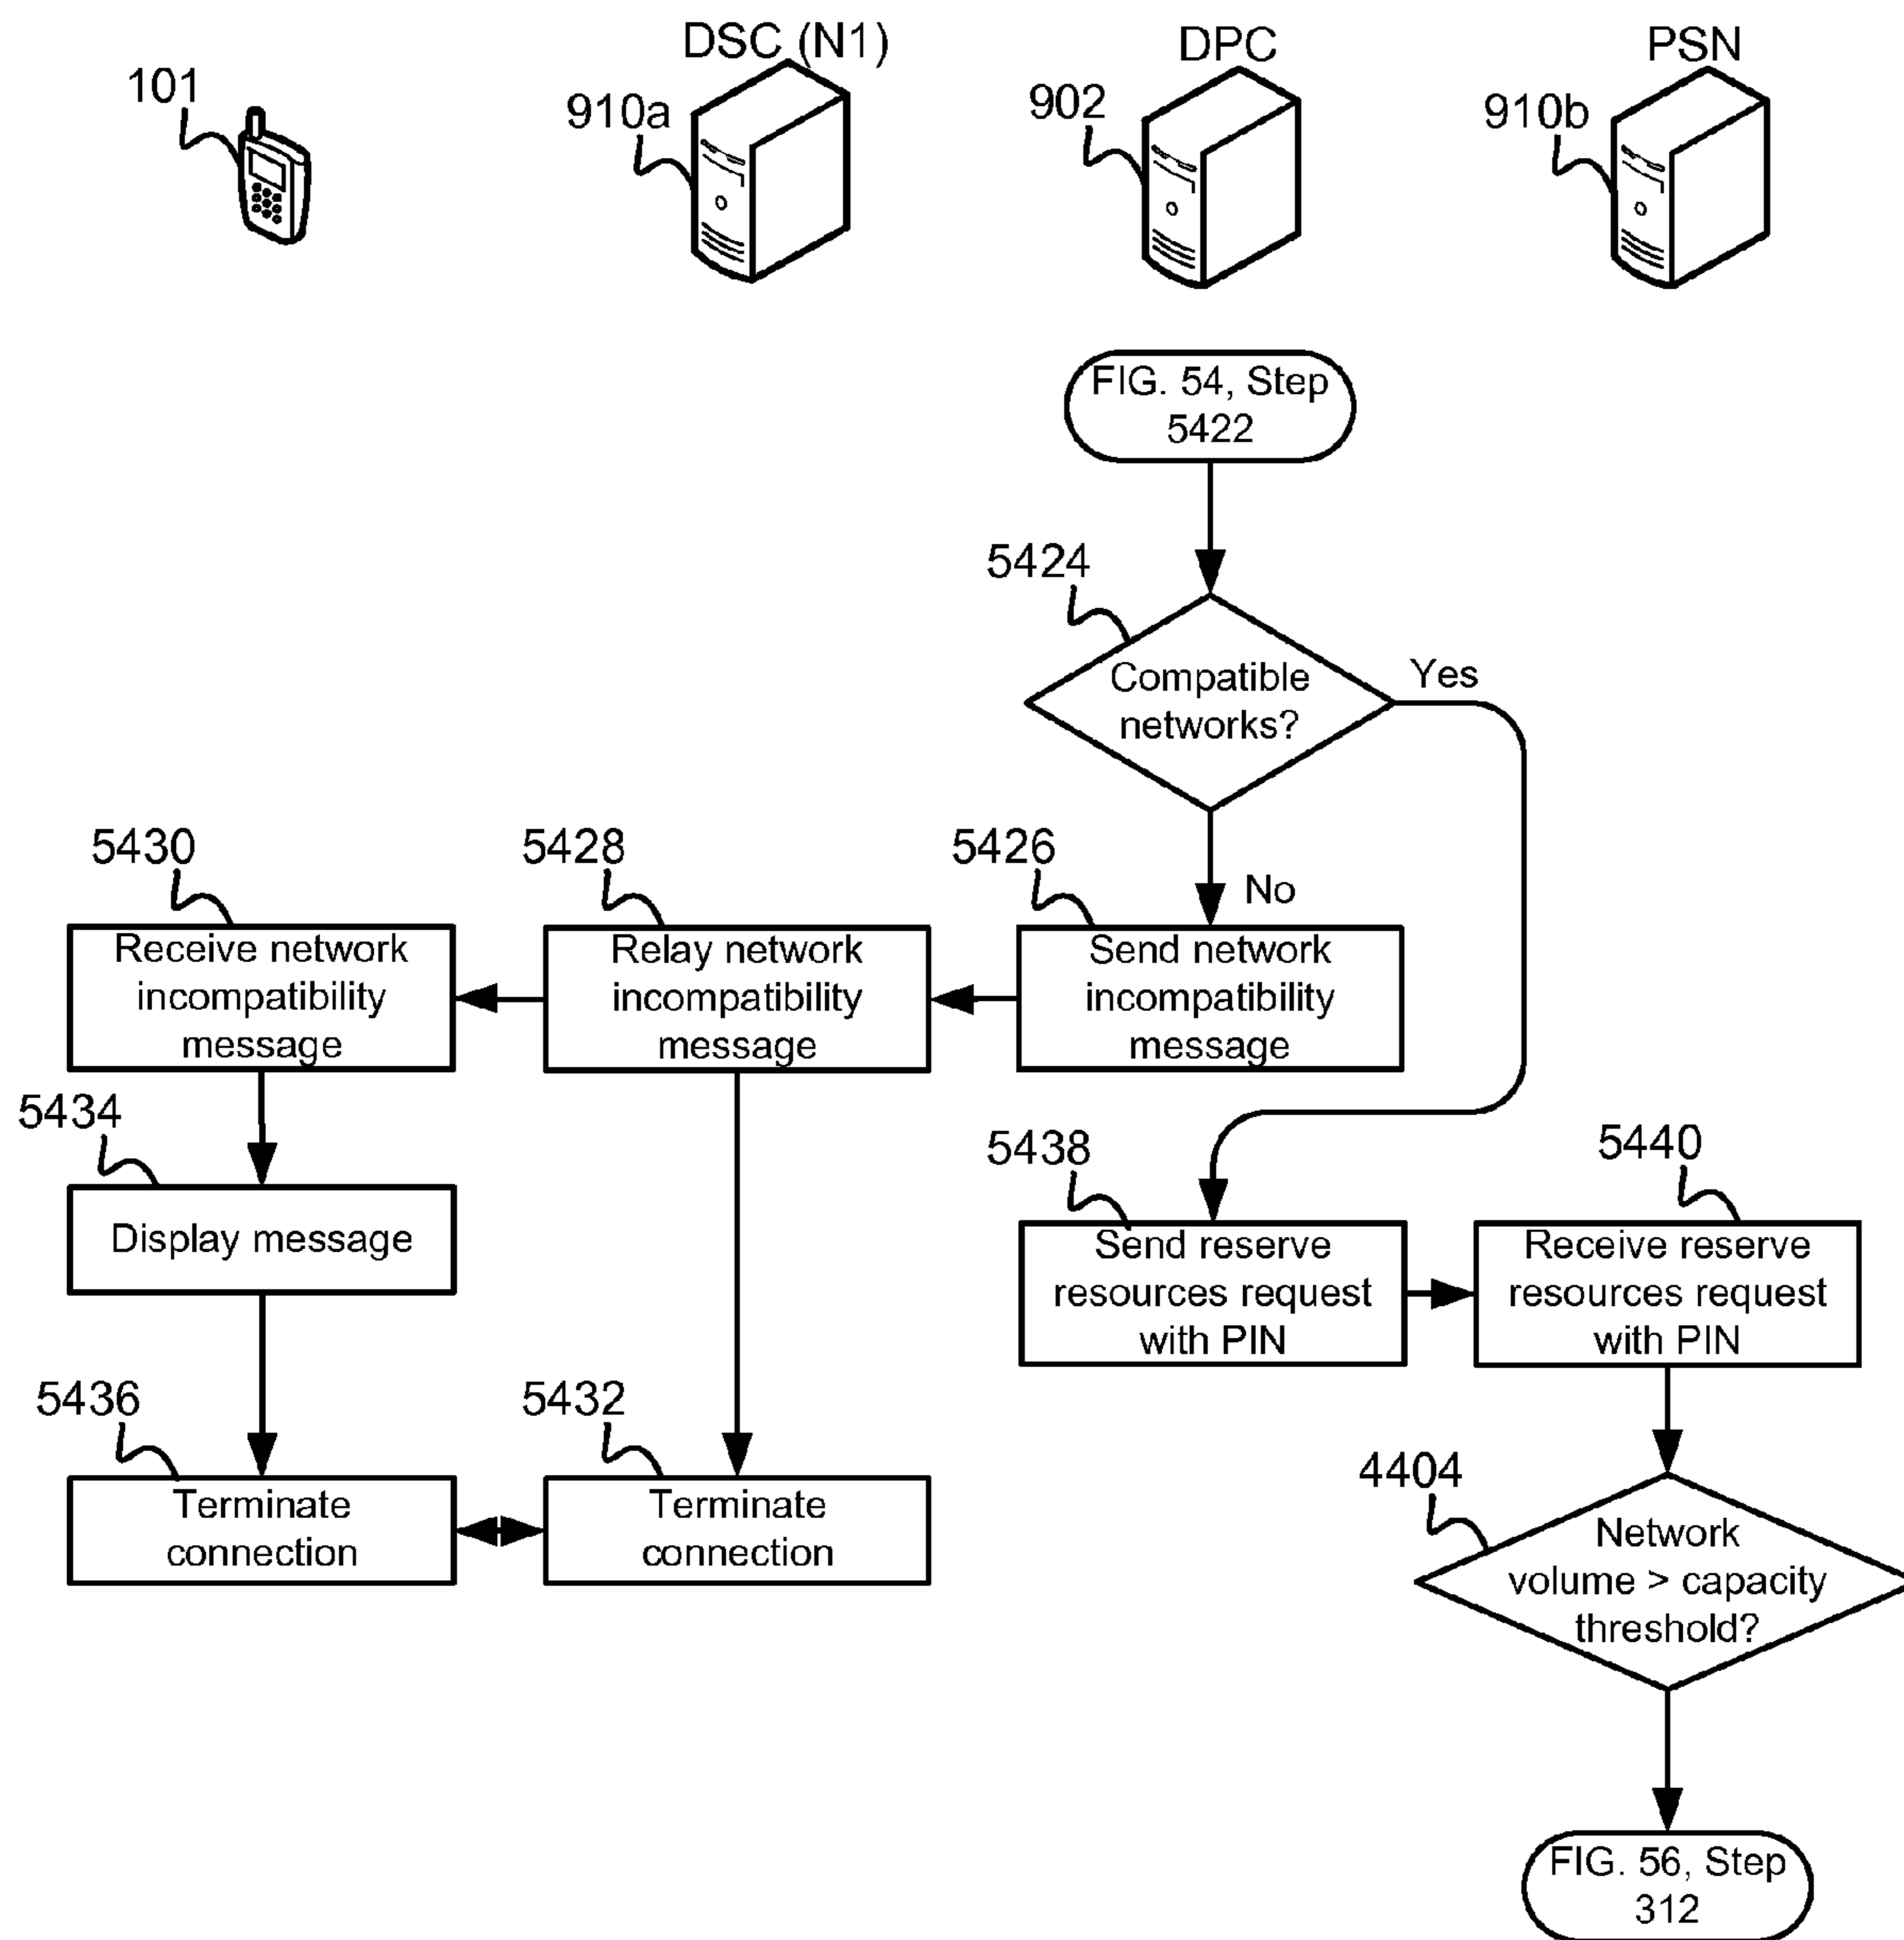 DSC (N1)
DPC
PSN
101
910a
902
910b
FIG. 54, Step
5422
5424
Compatible
networks?
Yes
No
5430
5428
5426
Receive network
incompatibility
message
Relay network
incompatibility
message
Send network
incompatibility
message
5434
Display message
5438
5440
Send reserve
resources request
with PIN
Receive reserve
resources request
with PIN
5436
5432
Terminate
connection
Terminate
connection
4404
Network
volume > capacity
threshold?
FIG. 56, Step
312